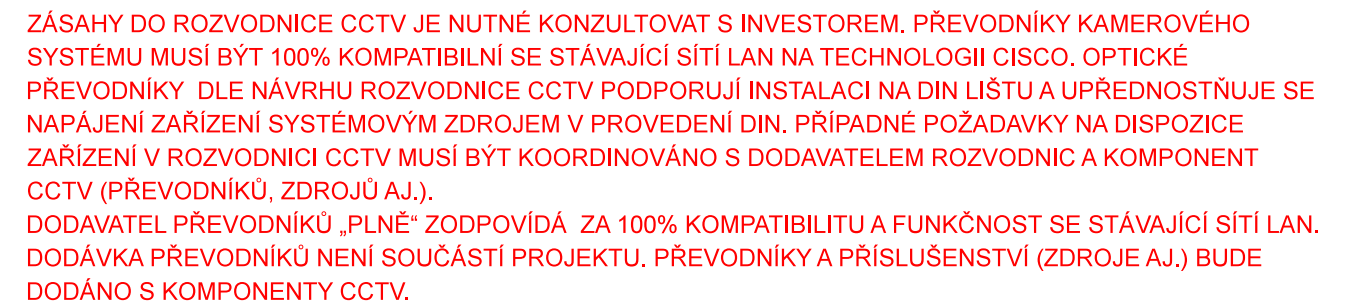 ZÁSAHY DO ROZVODNICE CCTV JE NUTNÉ KONZULTOVAT S INVESTOREM. PŘEVODNÍKY KAMEROVÉHO
SYSTÉMU MUSÍ BÝT 100% KOMPATIBILNÍ SE STÁVAJÍCÍ SÍTÍ LAN NA TECHNOLOGII CISCO. OPTICKÉ
PŘEVODNÍKY  DLE NÁVRHU ROZVODNICE CCTV PODPORUJÍ INSTALACI NA DIN LIŠTU A UPŘEDNOSTŇUJE SE
NAPÁJENÍ ZAŘÍZENÍ SYSTÉMOVÝM ZDROJEM V PROVEDENÍ DIN. PŘÍPADNÉ POŽADAVKY NA DISPOZICE
ZAŘÍZENÍ V ROZVODNICI CCTV MUSÍ BÝT KOORDINOVÁNO S DODAVATELEM ROZVODNIC A KOMPONENT
CCTV (PŘEVODNÍKŮ, ZDROJŮ AJ.).
DODAVATEL PŘEVODNÍKŮ „PLNĚ“ ZODPOVÍDÁ  ZA 100% KOMPATIBILITU A FUNKČNOST SE STÁVAJÍCÍ SÍTÍ LAN.
DODÁVKA PŘEVODNÍKŮ NENÍ SOUČÁSTÍ PROJEKTU. PŘEVODNÍKY A PŘÍSLUŠENSTVÍ (ZDROJE AJ.) BUDE
DODÁNO S KOMPONENTY CCTV.